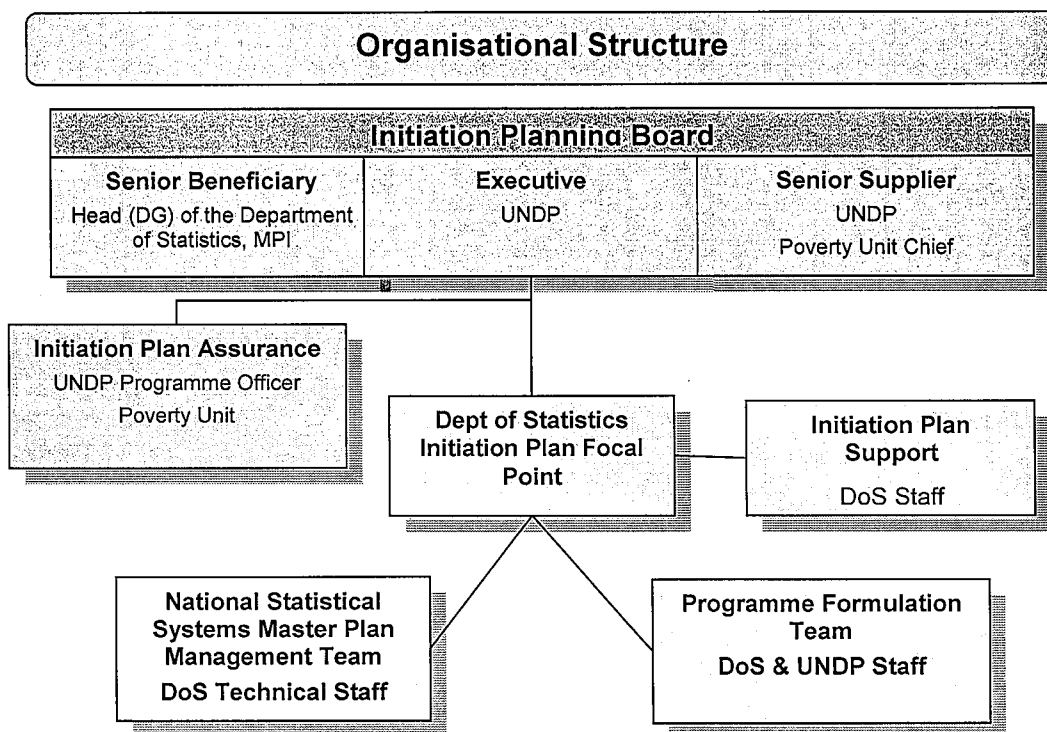 Organisational Structure
Initiation Planning Board
Senior Beneficiary
Head (DG) of the Department
of Statistics, MPI
Executive
UNDP
Senior Supplier
UNDP
Poverty Unit Chief
Initiation Plan Assurance
UNDP Programme Officer
Poverty Unit
Dept of Statistics
Initiation Plan Focal
Point
Initiation Plan
Support
DoS Staff
National Statistical
Systems Master Plan
Management Team
DoS Technical Staff
Programme Formulation
Team
DoS & UNDP Staff